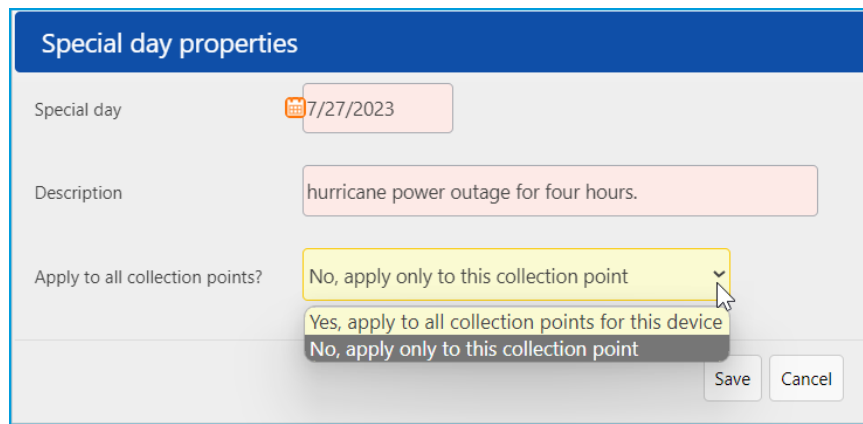 Special day properties
Special day 7/27/2023
Description hurricane power outage for four hours.
Apply to all collection points? No, apply only to this collection point
Yes, apply to all collection points for this device
No, apply only to this collection point
Save Cancel